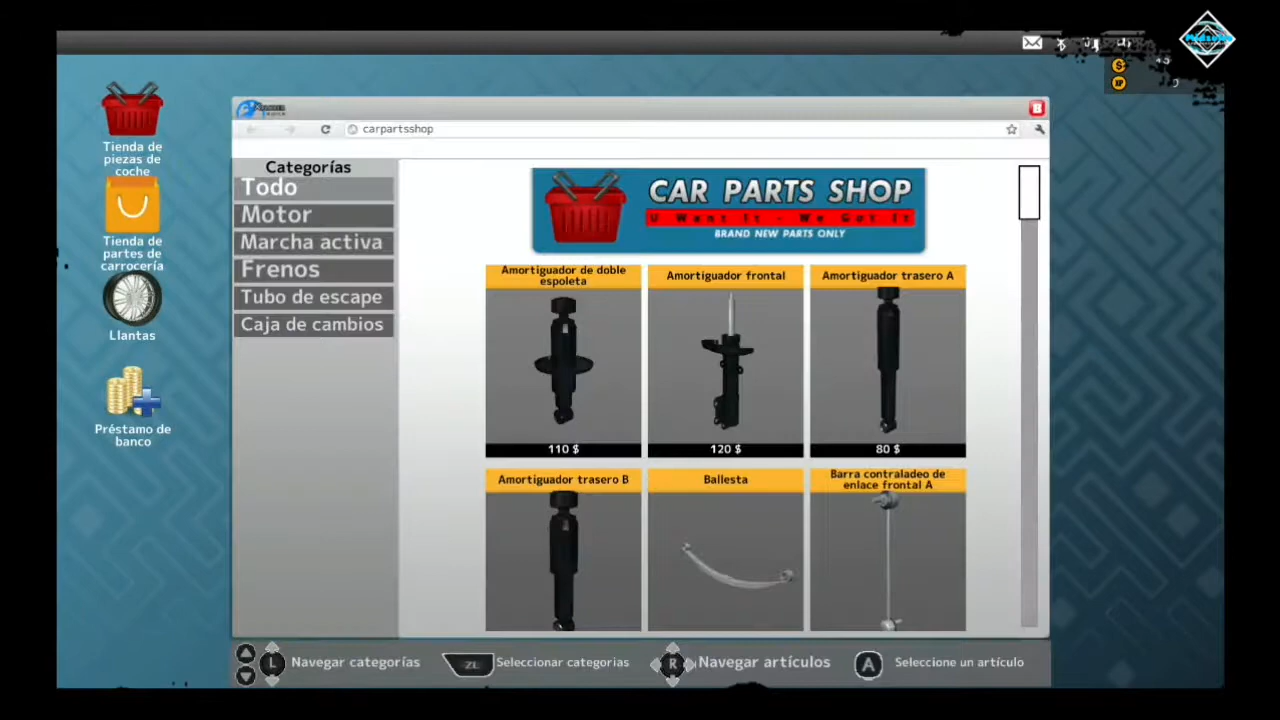 Tienda de
piezas de
coche
Tienda de
partes de
carrocería
Llantas
Préstamo de
banco
carpartsshop
Categorías
Todo
Motor
Marcha activa
Frenos
Tubo de escape
Caja de cambios
CAR PARTS SHOP
U Want It - We Got It
BRAND NEW PARTS ONLY
Amortiguador de doble
espoleta
110 $
Amortiguador frontal
120 $
Amortiguador trasero A
80 $
Amortiguador trasero B
Ballesta
Barra contraladeo de
enlace frontal A
L Navegar categorías
ZL Seleccionar categorias
R Navegar artículos
A Seleccione un artículo